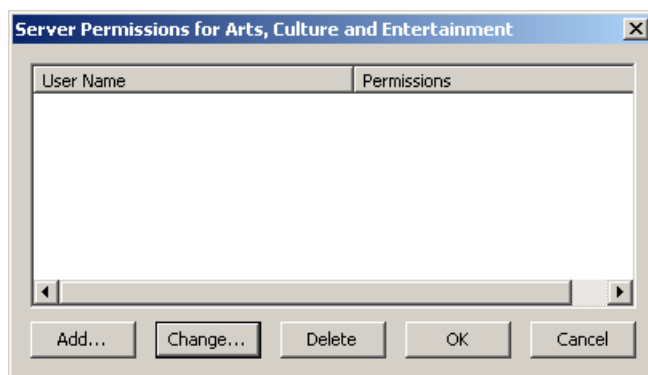 Server Permissions for Arts, Culture and Entertainment
User Name Permissions
Add... Change... Delete OK Cancel